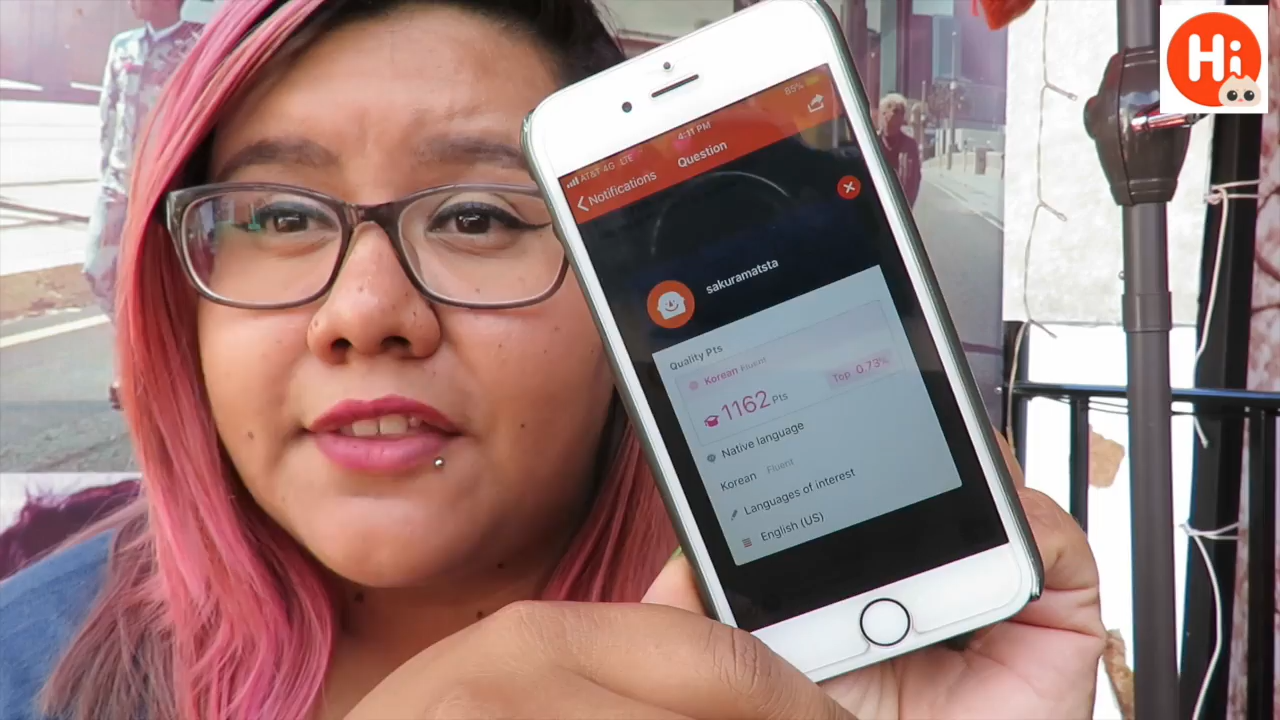 Hi
AT&T 4G LTE
4:11 PM
85%
Notifications
Question
sakuramatsta
Quality Pts
Korean Fluent
1162 Pts
Top 0.73%
Native language
Korean Fluent
Languages of interest
English (US)